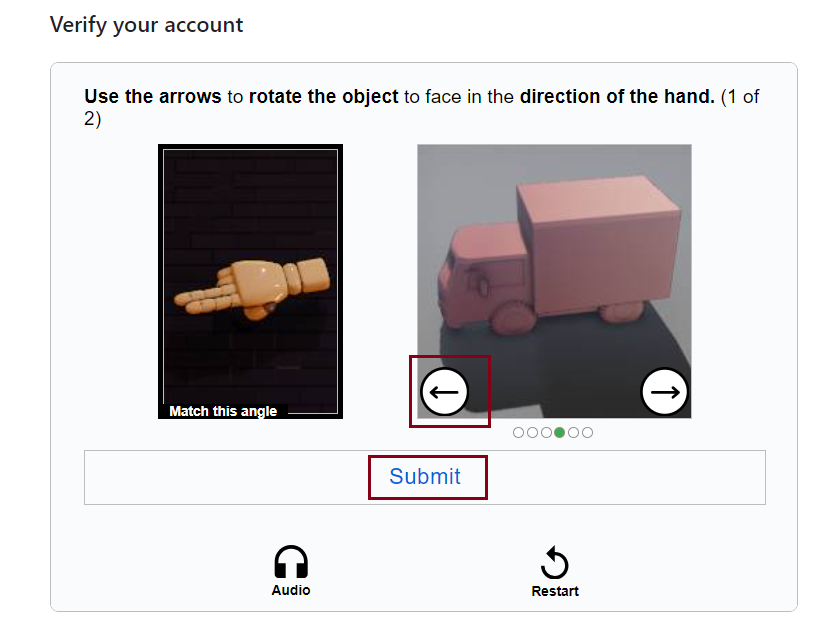 Verify your account
Use the arrows to rotate the object to face in the direction of the hand. (1 of
2)
Match this angle
Submit
Audio
Restart